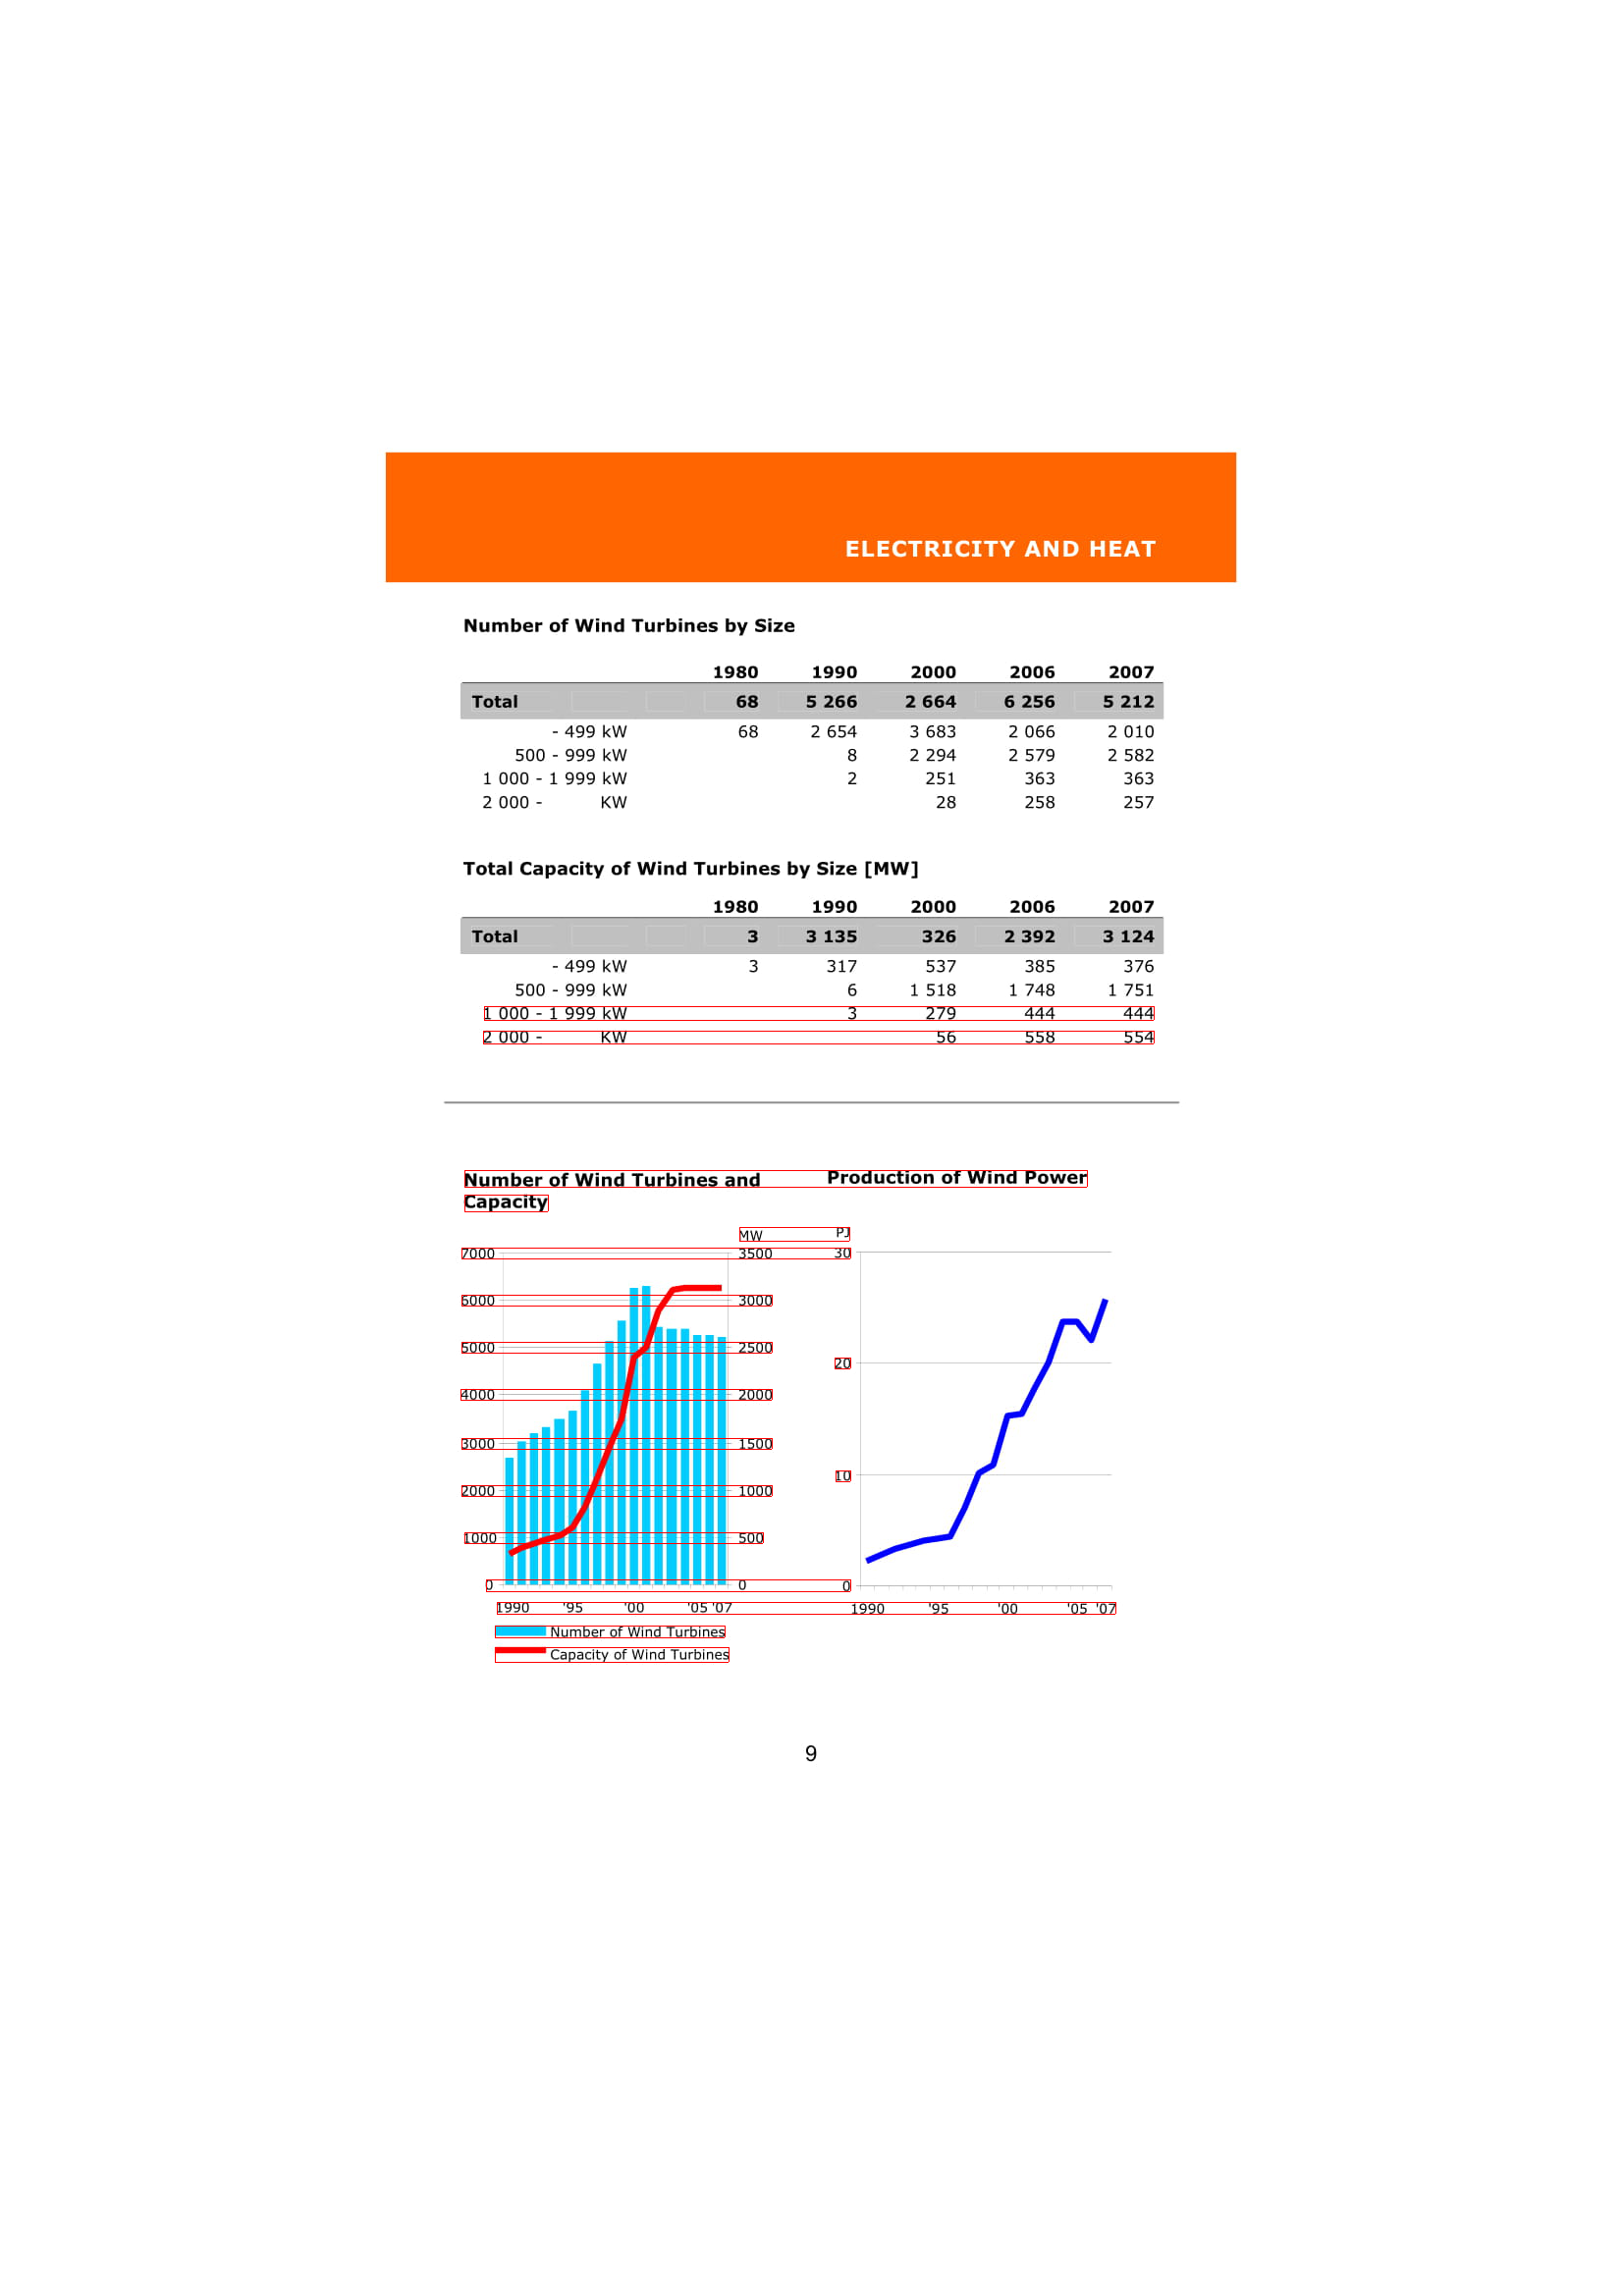 ELECTRICITY AND HEAT
Number of Wind Turbines by Size
1980 1990 2000 2006 2007
Total 68 5 266 2 664 6 256 5 212
- 499 kW 68 2 654 3 683 2 066 2 010
500 - 999 kW 8 2 294 2 579 2 582
1 000 - 1 999 kW 2 251 363 363
2 000 - KW 28 258 257
Total Capacity of Wind Turbines by Size [MW]
1980 1990 2000 2006 2007
Total 3 3 135 326 2 392 3 124
- 499 kW 3 317 537 385 376
500 - 999 kW 6 1 518 1 748 1 751
1 000 - 1 999 kW 3 279 444 444
2 000 - KW 56 558 554
Number of Wind Turbines and Production of Wind Power
Capacity
MW PJ
7000 3500 30
6000 3000
5000 2500
20
4000 2000
3000 1500
10
2000 1000
1000 500
0 0 0
1990 '95 '00 '05 '07 1990 '95 '00 '05 '07
Number of Wind Turbines
Capacity of Wind Turbines
9